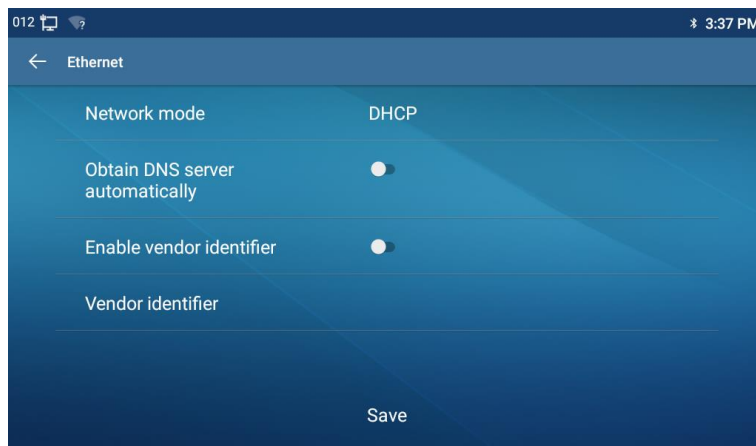 012 3:37 PM
Ethernet
Network mode DHCP
Obtain DNS server
automatically
Enable vendor identifier
Vendor identifier
Save